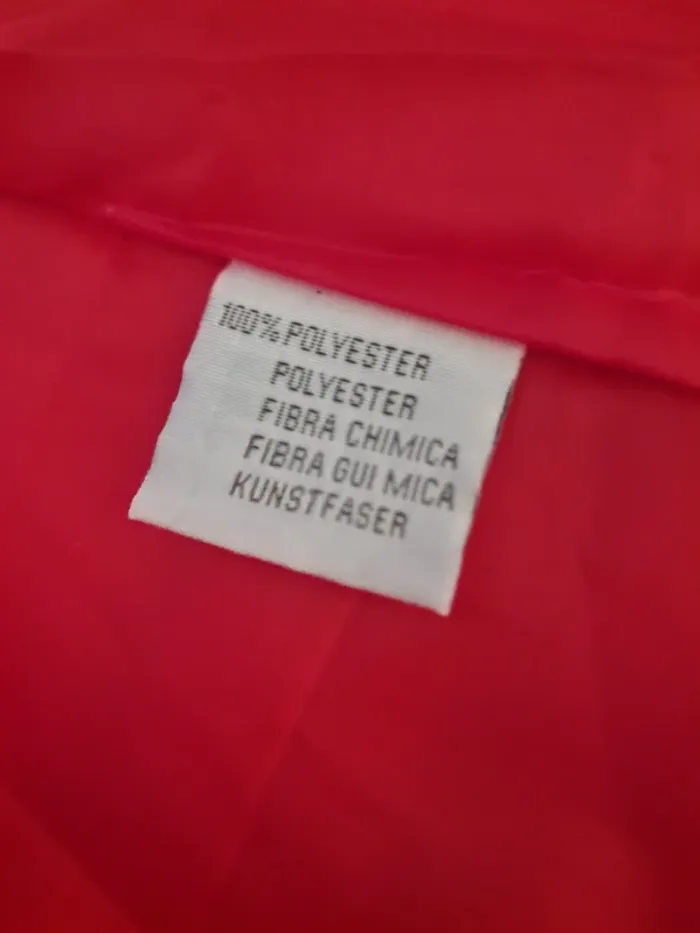 100% POLYESTER
POLYESTER
FIBRA CHIMICA
FIBRA GUI MICA
KUNSTFASER